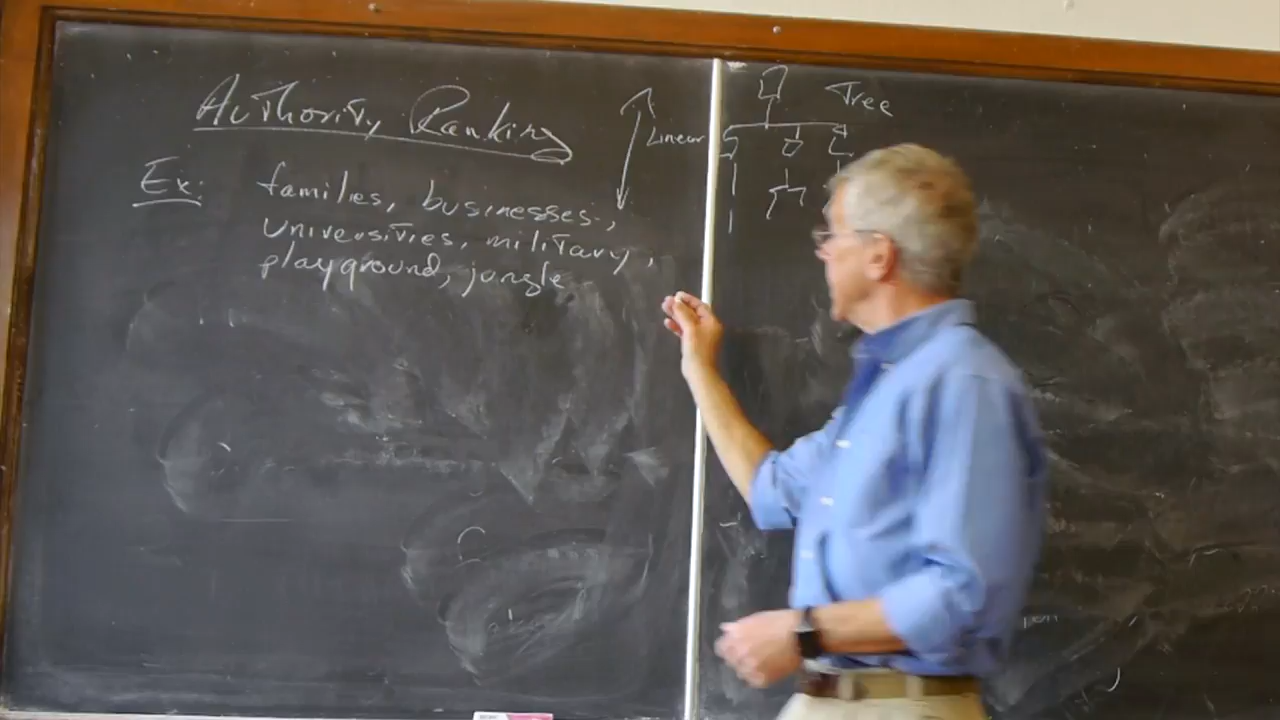 Authority Ranking
Ex: families, businesses,
universities, military,
playground, jungle
Linear
Tree